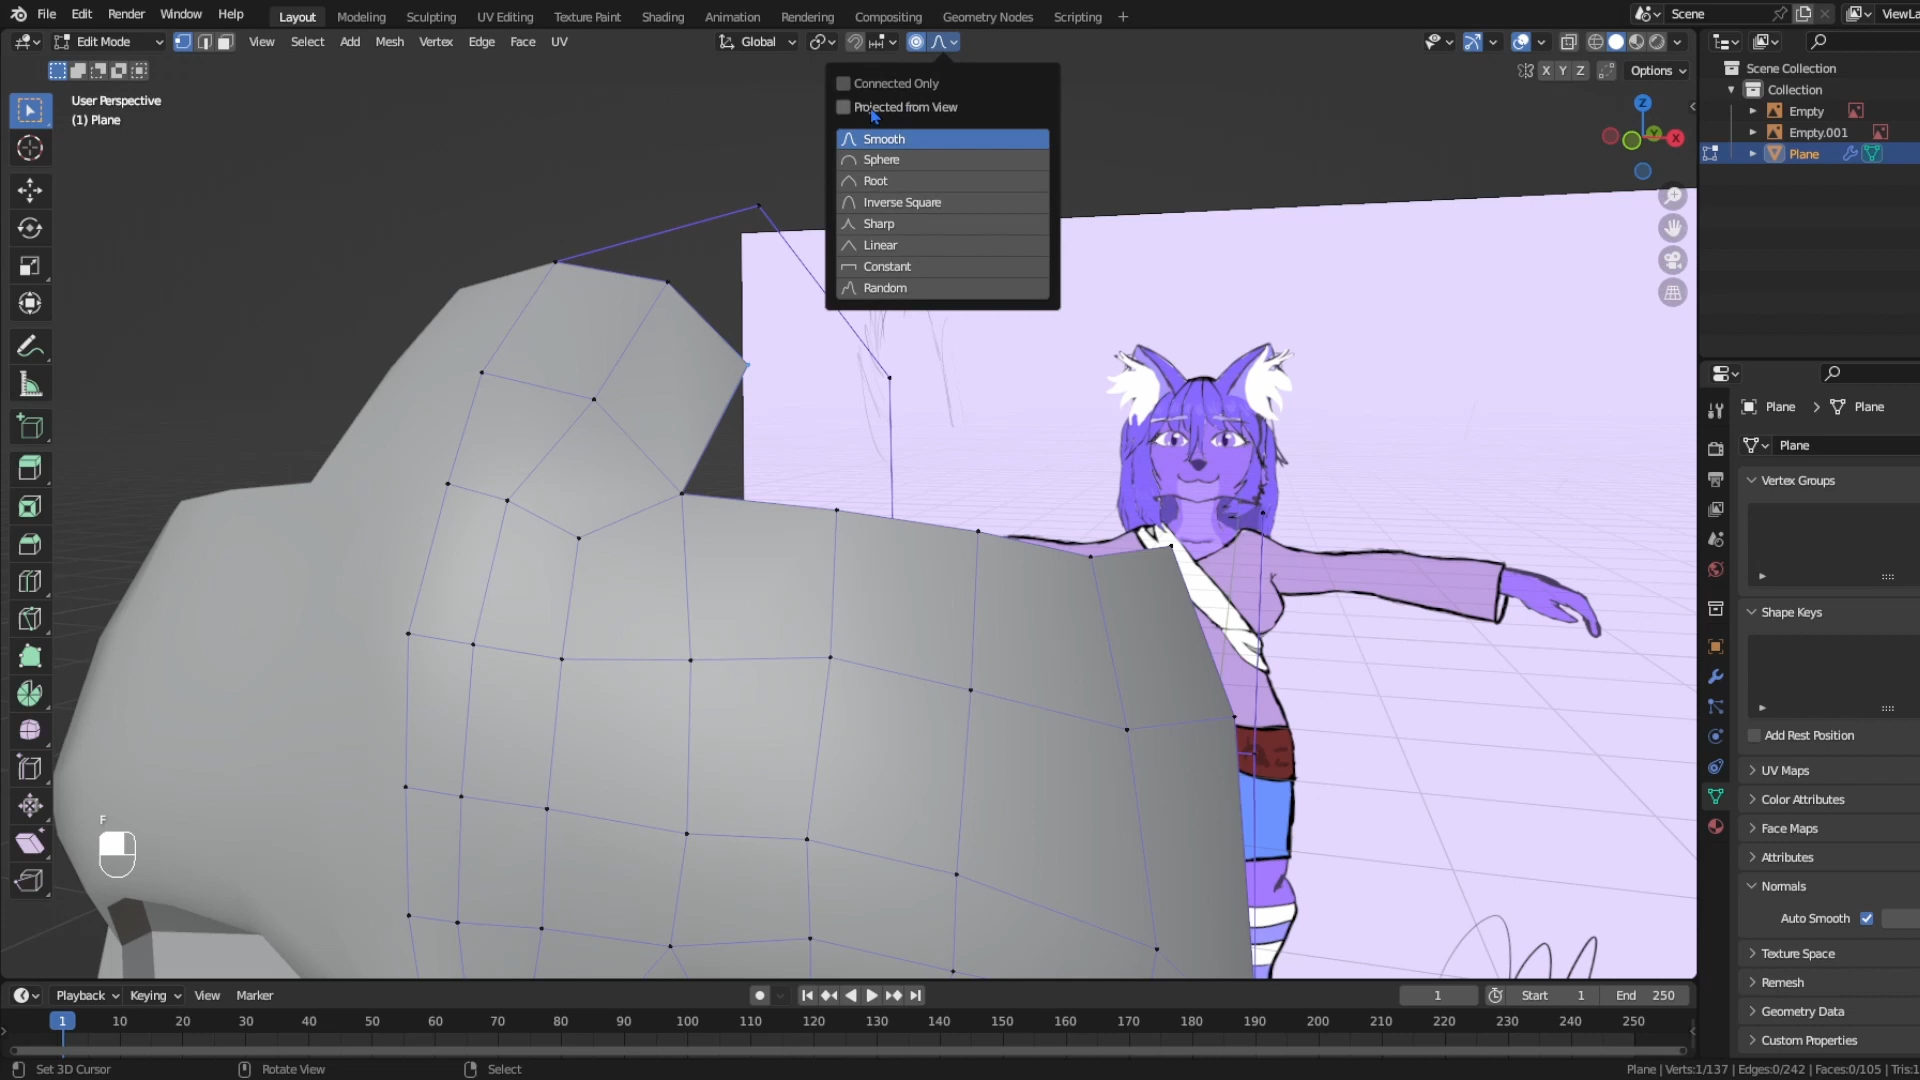 File Edit Render Window Help Layout Modeling Sculpting UV Editing Texture Paint Shading Animation Rendering Compositing Geometry Nodes Scripting + Scene
Edit Mode View Select Add Mesh Vertex Edge Face UV Global
X Y Z Options
User Perspective
(1) Plane
Connected Only
Projected from View
Smooth
Sphere
Root
Inverse Square
Sharp
Linear
Constant
Random
Z
Y
X
Scene Collection
Collection
Empty
Empty.001
Plane
Plane > Plane
Plane
Vertex Groups
Shape Keys
Add Rest Position
UV Maps
Color Attributes
Face Maps
Attributes
Normals
Auto Smooth
Texture Space
Remesh
Geometry Data
Custom Properties
F
Playback Keying View Marker 1 Start 1 End 250
1 10 20 30 40 50 60 70 80 90 100 110 120 130 140 150 160 170 180 190 200 210 220 230 240 250
Set 3D Cursor Rotate View Select Plane | Verts:1/137 | Edges:0/242 | Faces:0/105 |